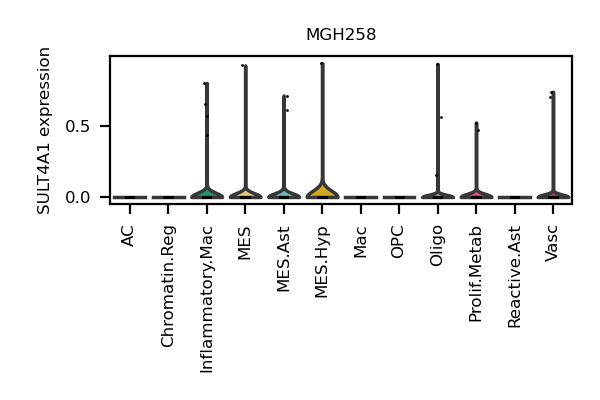 MGH258
SULT4A1 expression
0.5
0.0
AC
Chromatin.Reg
Inflammatory.Mac
MES
MES.Ast
MES.Hyp
Mac
OPC
Oligo
Prolif.Metab
Reactive.Ast
Vasc